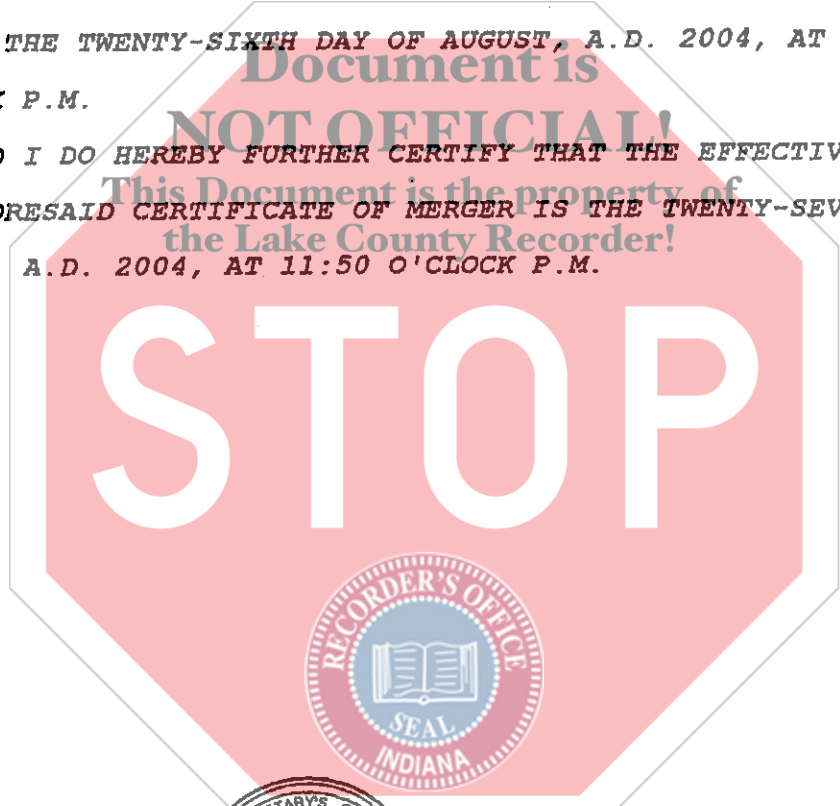 THE TWENTY-SIXTH DAY OF AUGUST, A.D. 2004, AT
Document is
P.M.
NOT OFFICIAL!
I DO HEREBY FURTHER CERTIFY THAT THE EFFECTIV
This Document is the property of
RESAID CERTIFICATE OF MERGER IS THE TWENTY-SEV
the Lake County Recorder!
A.D. 2004, AT 11:50 O'CLOCK P.M.
STOP
RECORDER'S OFFICE
SEAL
INDIANA
TARY'S